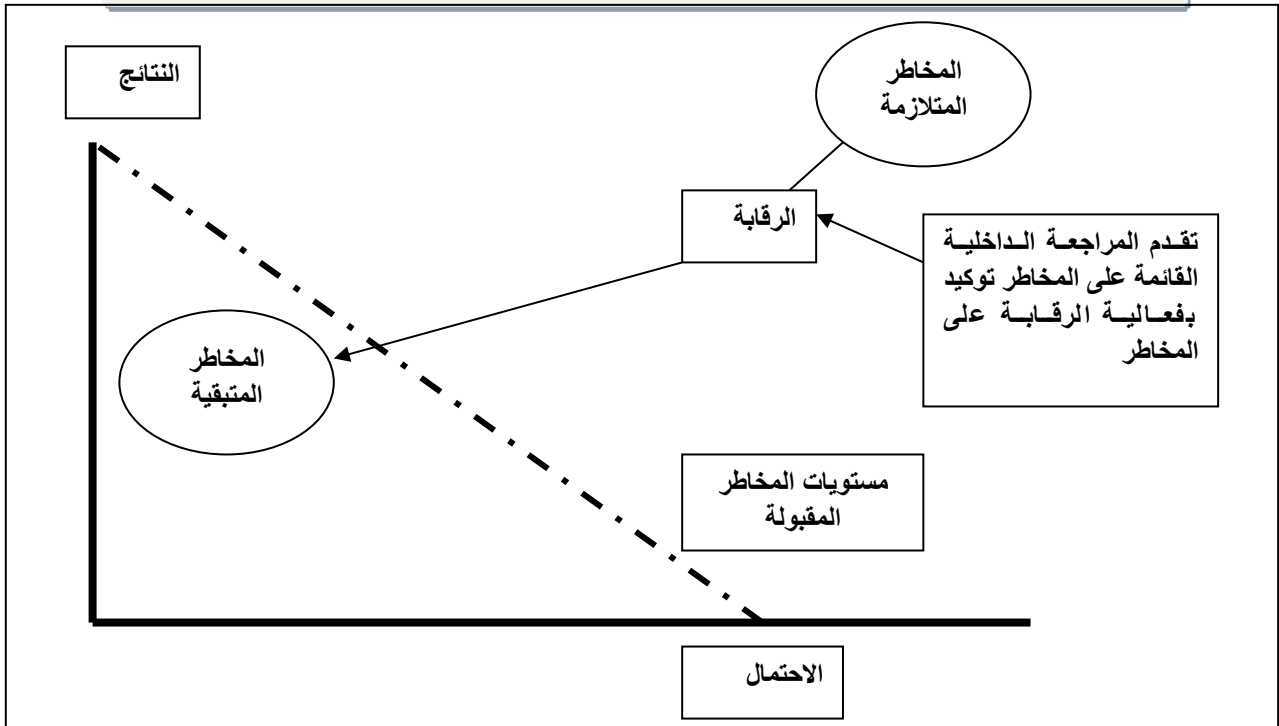 النتائج
المخاطر
المتلازمة
الرقابة
تقدم المراجعة الداخلية
القائمة على المخاطر توكيد
بفعالية الرقابة على
المخاطر
المخاطر
المتبقية
مستويات المخاطر
المقبولة
الاحتمال